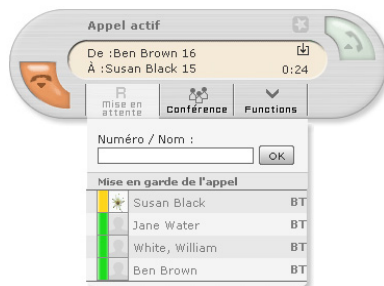 Appel actif
De :Ben Brown 16
À :Susan Black 15 0:24
R
Mise en attente
Conférence
Functions
Numéro / Nom :
OK
Mise en garde de l'appel
Susan Black BT
Jane Water BT
White, William BT
Ben Brown BT